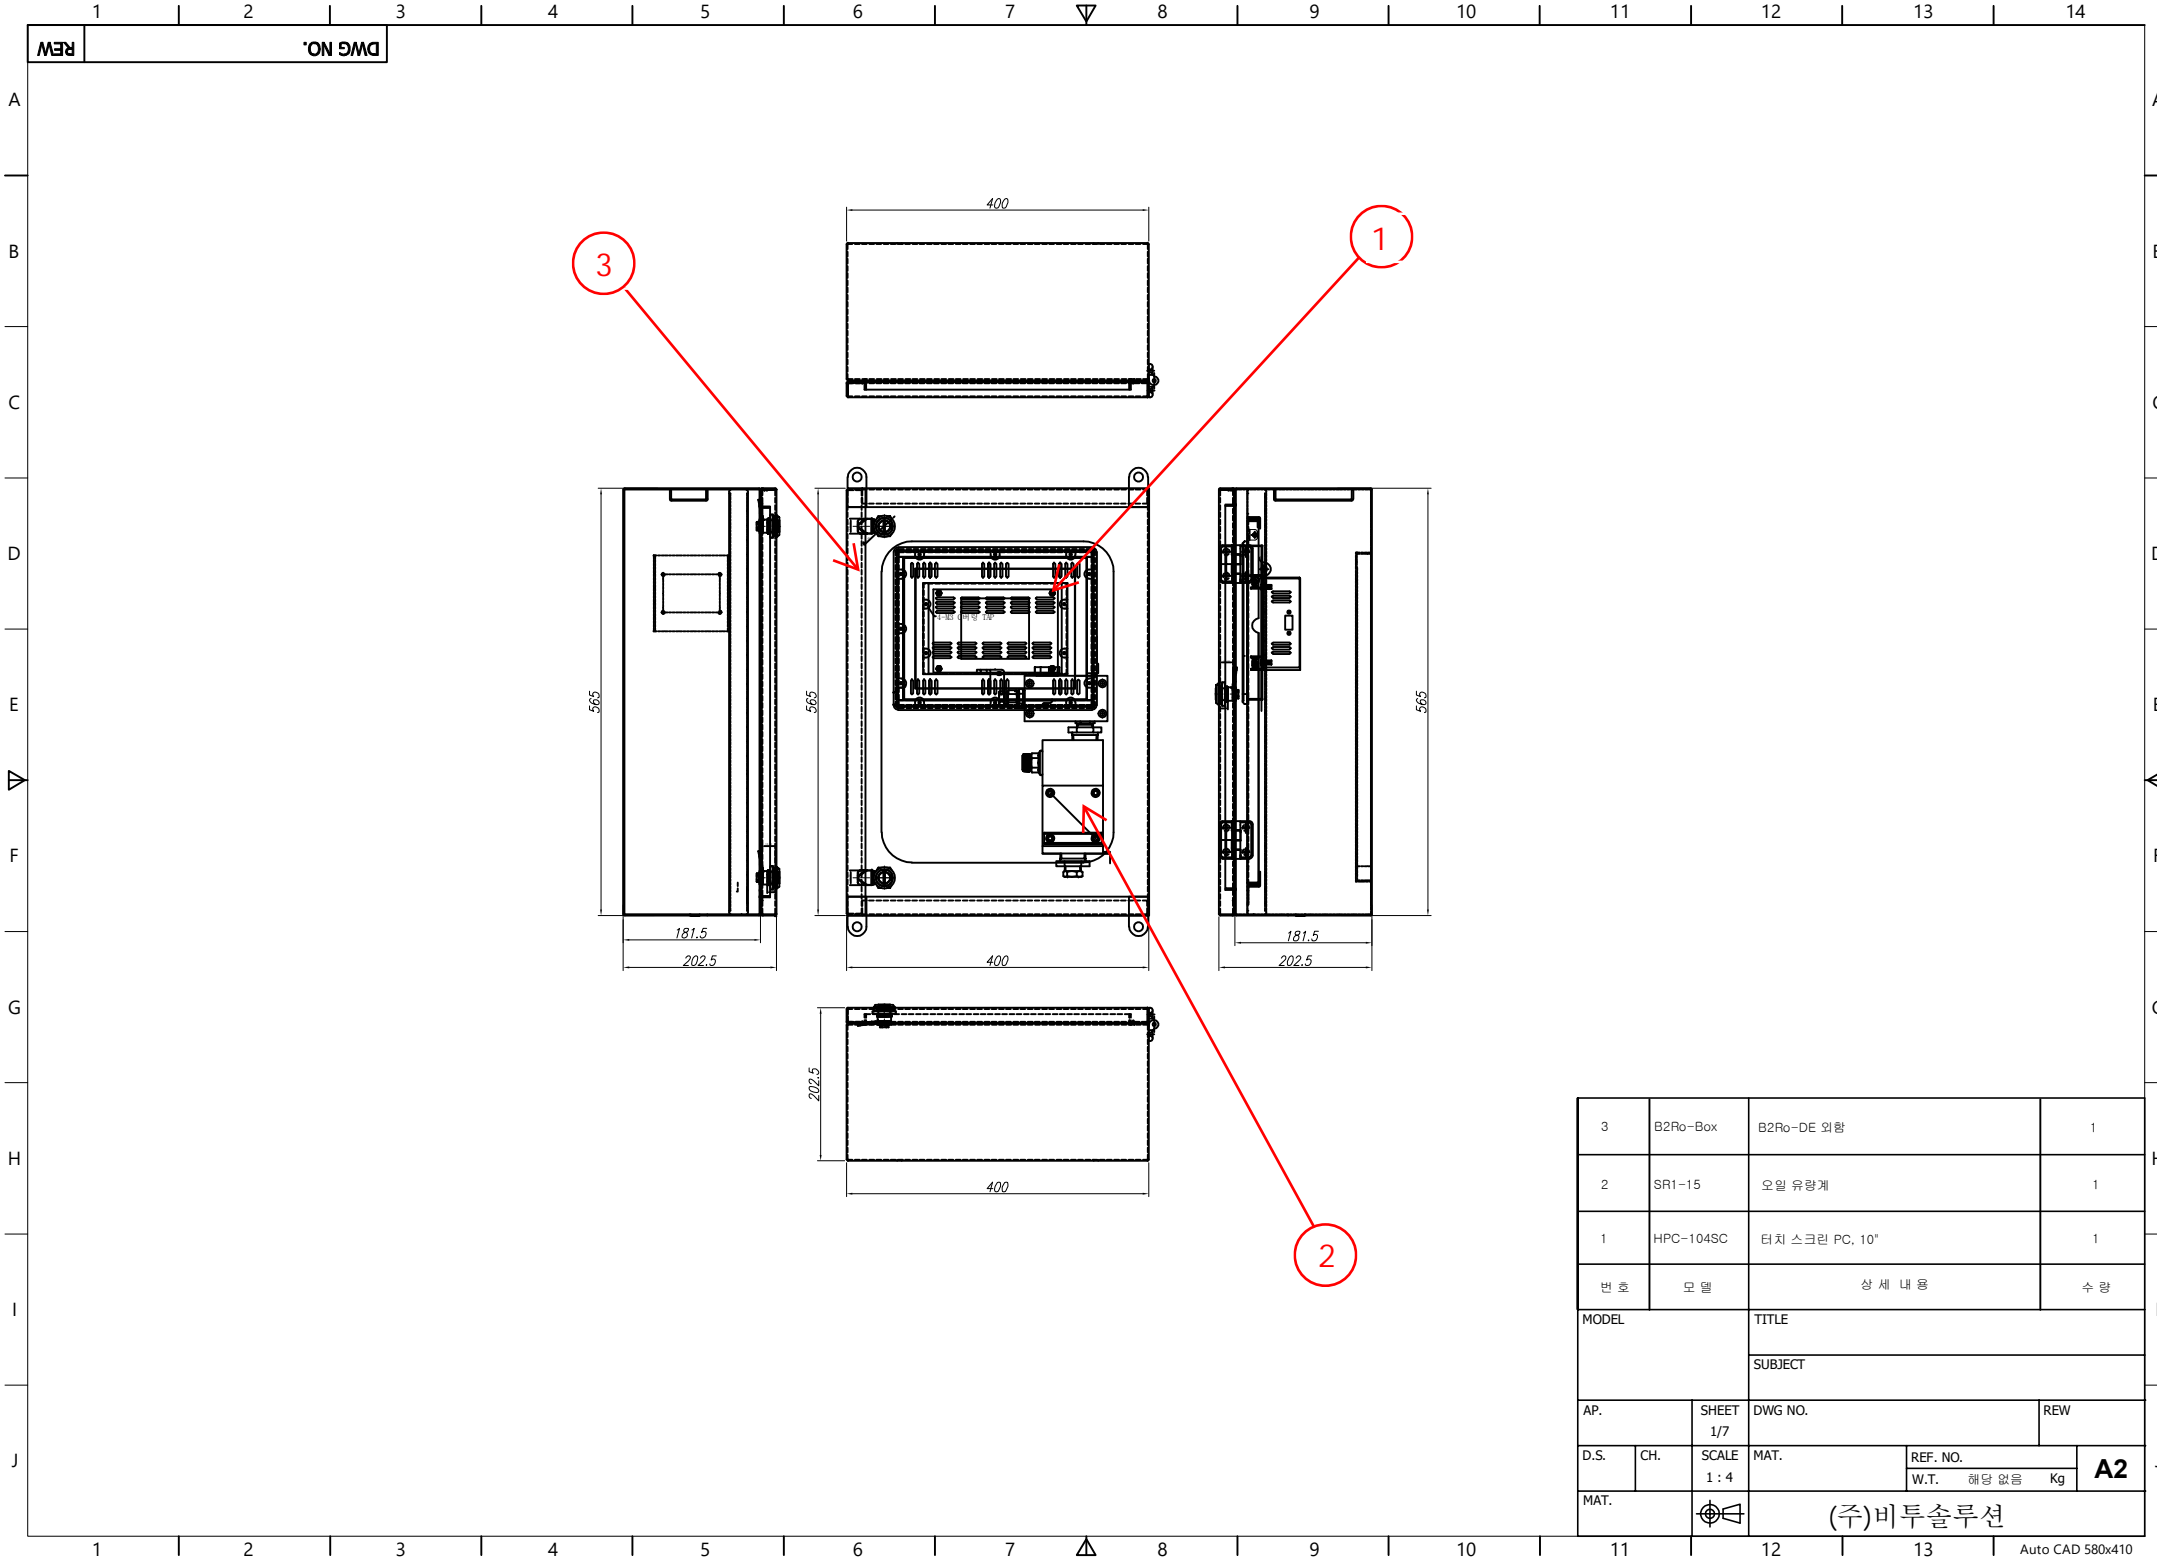 1 2 3 4 5 6 7 8 9 10 11 12 13 14
REW DWG NO.
A
B
C
D
E
F
G
H
I
J
400
3
1
4-M3 TAP
565
565
565
181.5
202.5
400
181.5
202.5
202.5
400
2
3 B2Ro-Box B2Ro-DE 외함 1
2 SR1-15 오일 유량계 1
1 HPC-104SC 터치 스크린 PC, 10" 1
번 호 모 델 상 세 내 용 수 량
MODEL TITLE
SUBJECT
AP. SHEET DWG NO. REW
1/7
D.S. CH. SCALE MAT. REF. NO. A2
1 : 4 W.T. 해당 없음 Kg
MAT. (주)비투솔루션
1 2 3 4 5 6 7 8 9 10 11 12 13 Auto CAD 580x410